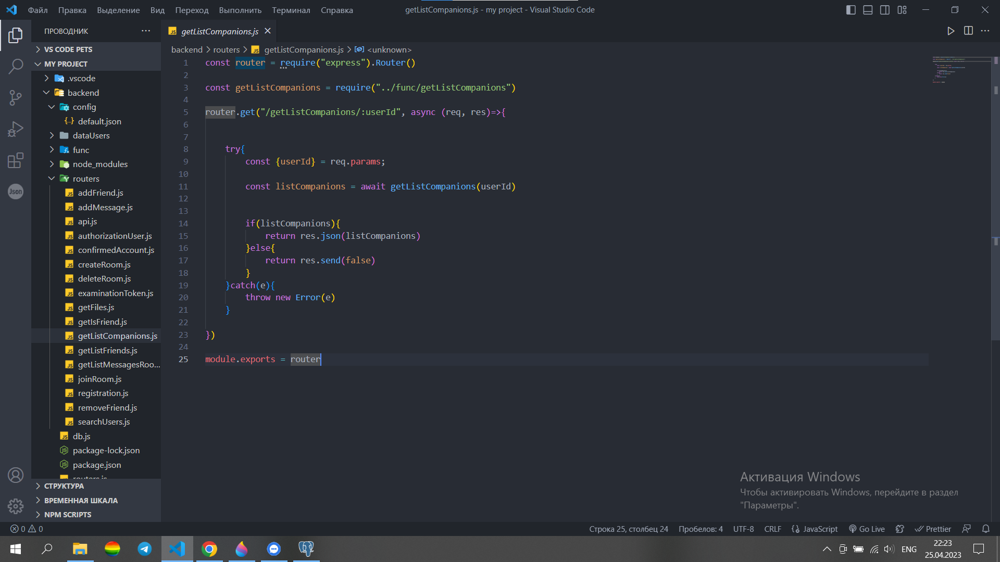 Файл Правка Выделение Вид Переход Выполнить Терминал Справка
getListCompanions.js - my project - Visual Studio Code
ПРОВОДНИК
getListCompanions.js
VS CODE PETS
MY PROJECT
.vscode
backend
config
default.json
dataUsers
func
node_modules
routers
addFriend.js
addMessage.js
api.js
authorizationUser.js
confirmedAccount.js
createRoom.js
deleteRoom.js
examinationToken.js
getFiles.js
getIsFriend.js
getListCompanions.js
getListFriends.js
getListMessagesRoo...
joinRoom.js
registration.js
removeFriend.js
searchUsers.js
db.js
package-lock.json
package.json
routers.js
СТРУКТУРА
ВРЕМЕННАЯ ШКАЛА
NPM SCRIPTS
Json
backend > routers > JS getListCompanions.js > <unknown>
1 const router = require("express").Router()
2
3 const getListCompanions = require("../func/getListCompanions")
4
5 router.get("/getListCompanions/:userId", async (req, res)=>{
6
7
8 try{
9 const {userId} = req.params;
10
11 const listCompanions = await getListCompanions(userId)
12
13
14 if(listCompanions){
15 return res.json(listCompanions)
16 }else{
17 return res.send(false)
18 }
19 }catch(e){
20 throw new Error(e)
21 }
22
23 })
24
25 module.exports = router
Активация Windows
Чтобы активировать Windows, перейдите в раздел
"Параметры".
0 0
Строка 25, столбец 24 Пробелов: 4 UTF-8 CRLF JavaScript Go Live Prettier
ENG
22:23
25.04.2023